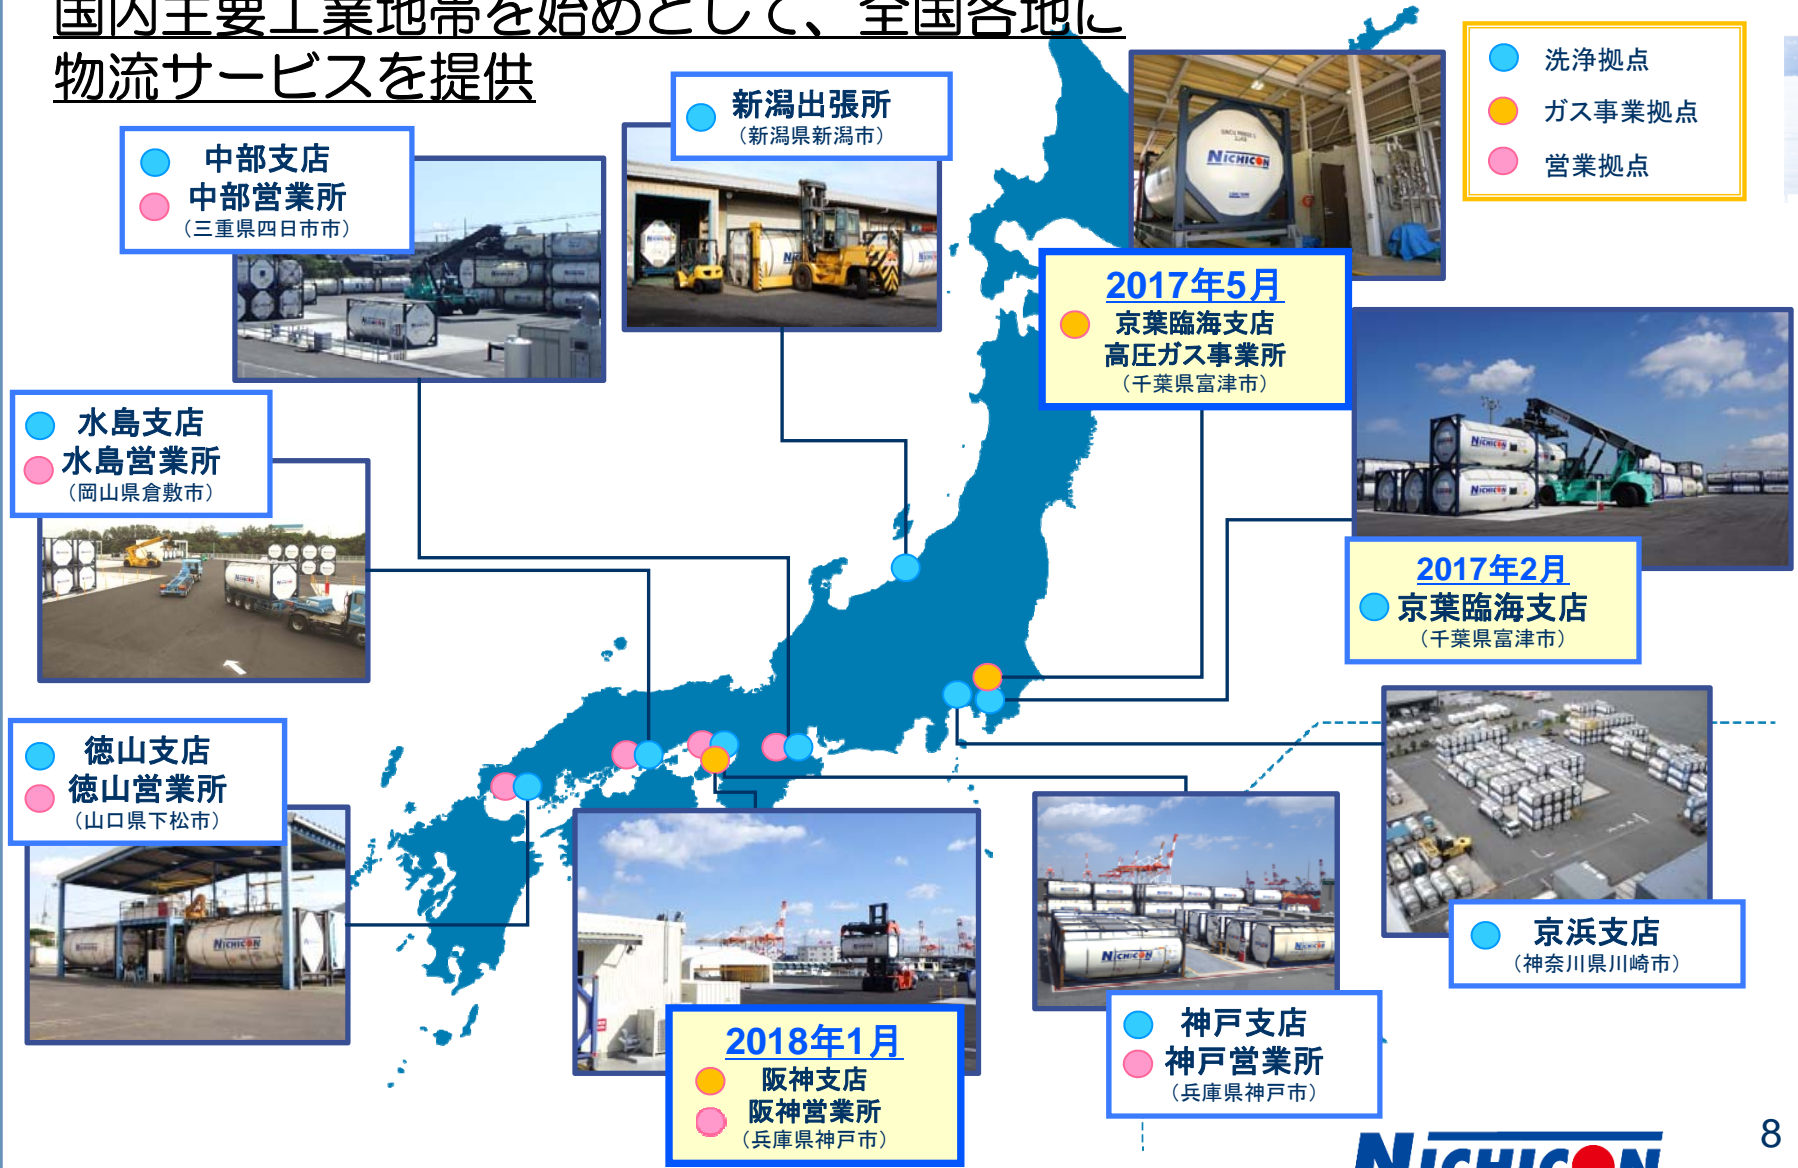 国内主要工業地帯を始めとして、全国各地に
物流サービスを提供
洗浄拠点
ガス事業拠点
営業拠点
新潟出張所
（新潟県新潟市）
中部支店
中部営業所
（三重県四日市市）
2017年5月
京葉臨海支店
高圧ガス事業所
（千葉県富津市）
水島支店
水島営業所
（岡山県倉敷市）
2017年2月
京葉臨海支店
（千葉県富津市）
徳山支店
徳山営業所
（山口県下松市）
京浜支店
（神奈川県川崎市）
2018年1月
阪神支店
阪神営業所
（兵庫県神戸市）
神戸支店
神戸営業所
（兵庫県神戸市）
NICHICON
NICHICON
NICHICON
NICHICON
NICHICON
NICHICON
NICHICON
8